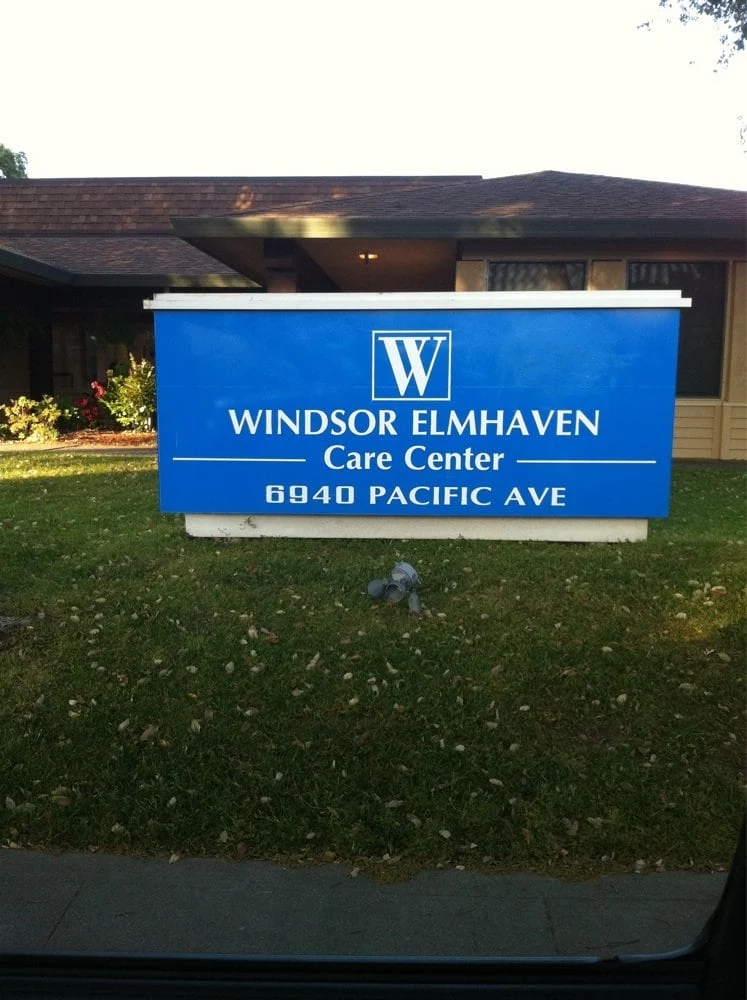 W
WINDSOR ELMHAVEN
Care Center
6940 PACIFIC AVE